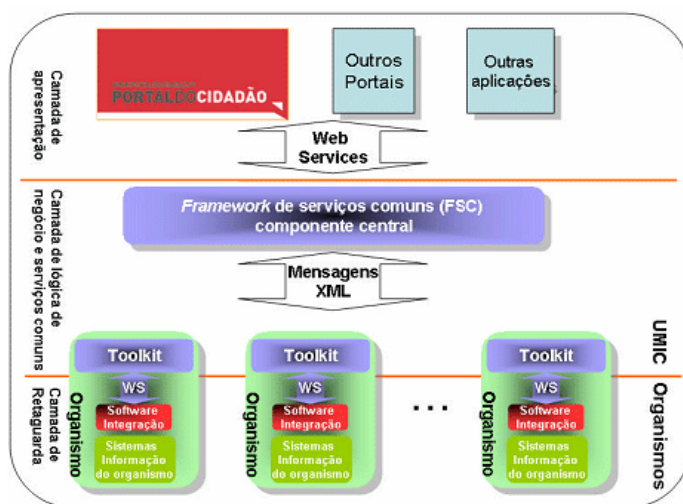 Camada de
apresentação
PORTALDOCIDADÃO
Outros
Portais
Outras
aplicações
Web
Services
Camada de lógica de
negócio e serviços comuns
Framework de serviços comuns (FSC)
componente central
Mensagens
XML
UMIC
Camada de
Retaguarda
Organismo
Toolkit
WS
Software
Integração
Sistemas
Informação
do organismo
Organismo
Toolkit
WS
Software
Integração
Sistemas
Informação
do organismo
...
Organismo
Toolkit
WS
Software
Integração
Sistemas
Informação
do organismo
Organismos